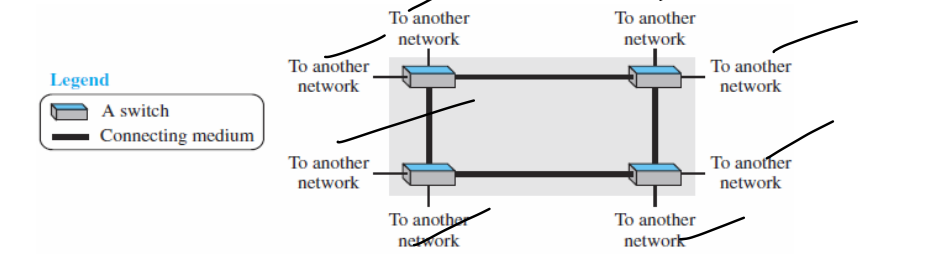 To another
network
To another
network
To another
network
To another
network
Legend
A switch
Connecting medium
To another
network
To another
network
To another
network
To another
network